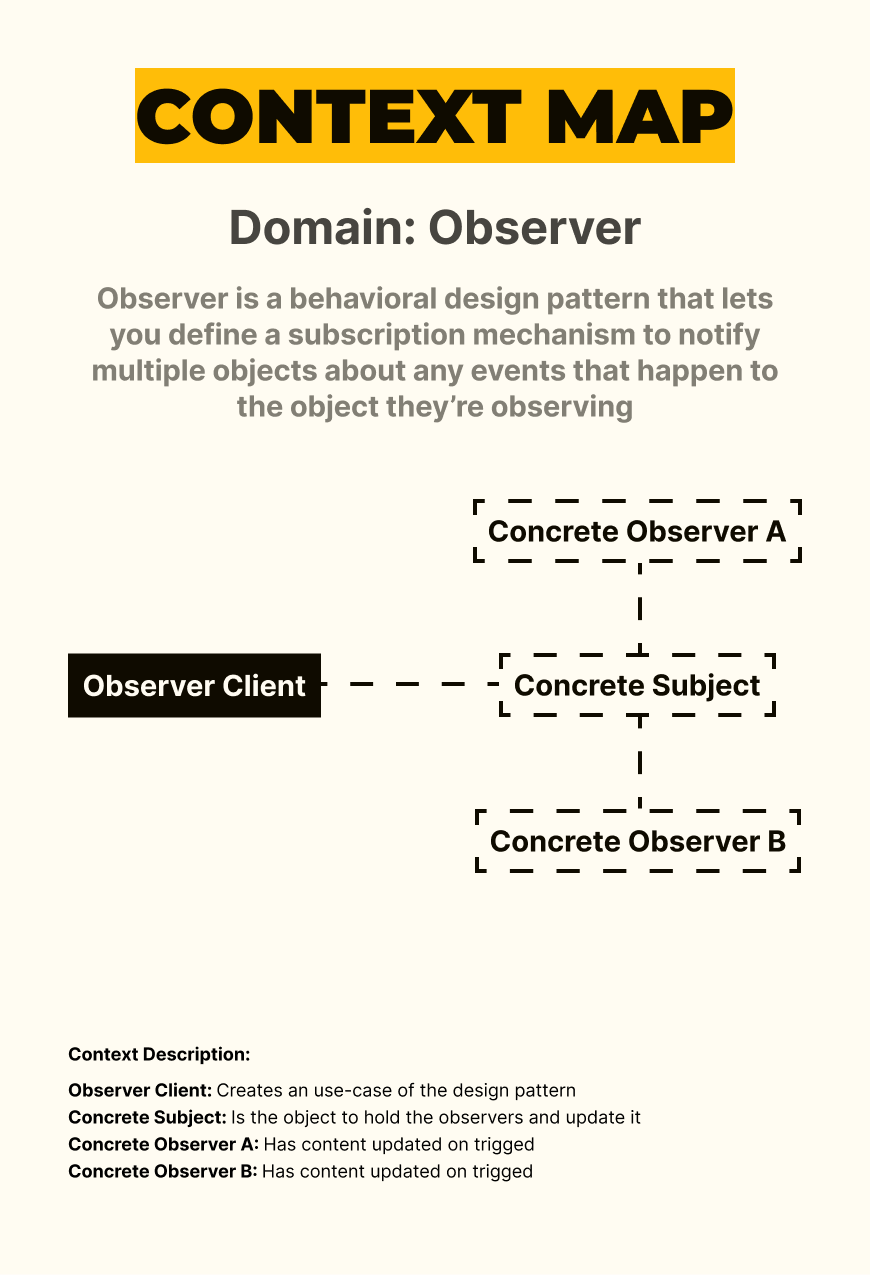 CONTEXT MAP
Domain: Observer
Observer is a behavioral design pattern that lets
you define a subscription mechanism to notify
multiple objects about any events that happen to
the object they’re observing
Concrete Observer A
Observer Client
Concrete Subject
Concrete Observer B
Context Description:
Observer Client: Creates an use-case of the design pattern
Concrete Subject: Is the object to hold the observers and update it
Concrete Observer A: Has content updated on trigged
Concrete Observer B: Has content updated on trigged